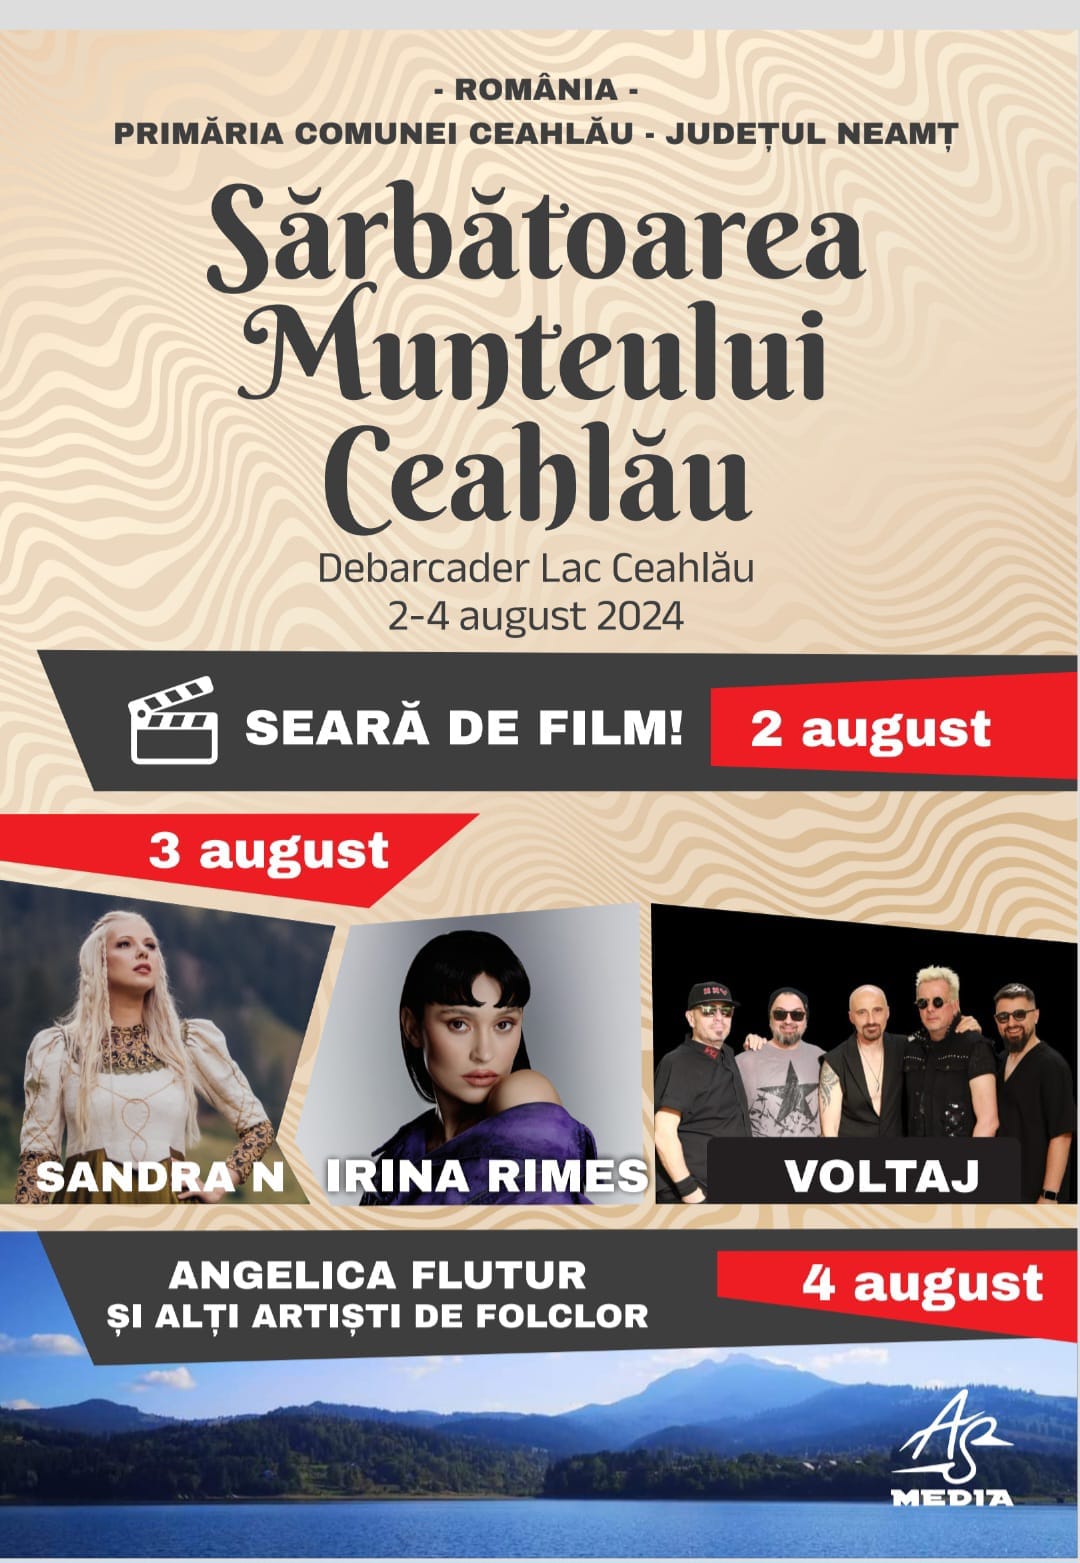 - ROMÂNIA -
PRIMĂRIA COMUNEI CEAHLĂU - JUDEȚUL NEAMȚ
Sărbătoarea
Muntelui
Ceahlău
Debarcader Lac Ceahlău
2-4 august 2024
SEARĂ DE FILM!
2 august
3 august
SANDRA N
IRINA RIMES
VOLTAJ
ANGELICA FLUTUR
ȘI ALȚI ARTIȘTI DE FOLCLOR
4 august
AS
MEDIA